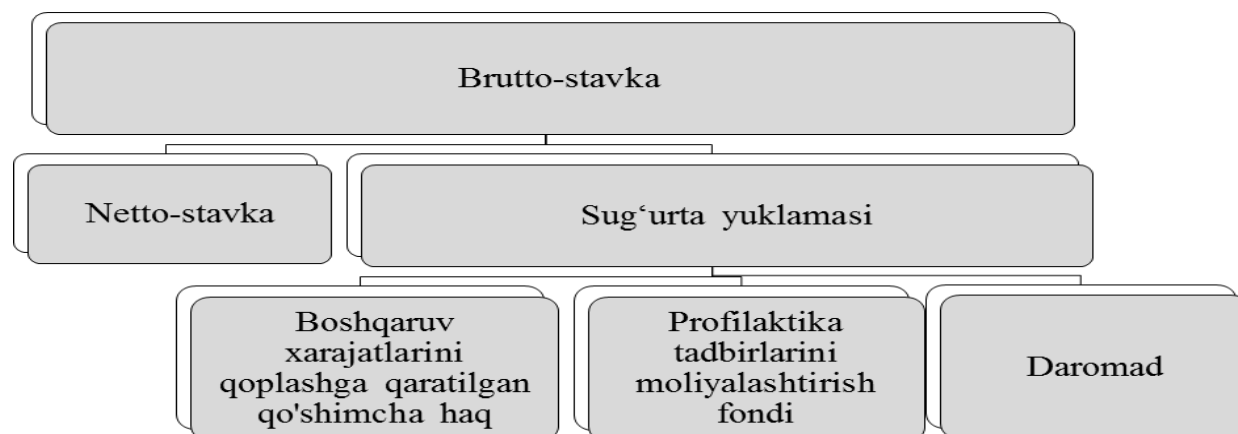 Brutto-stavka
Netto-stavka
Sug‘urta yuklamasi
Boshqaruv
xarajatlarini
qoplashga qaratilgan
qo'shimcha haq
Profilaktika
tadbirlarini
moliyalashtirish
fondi
Daromad